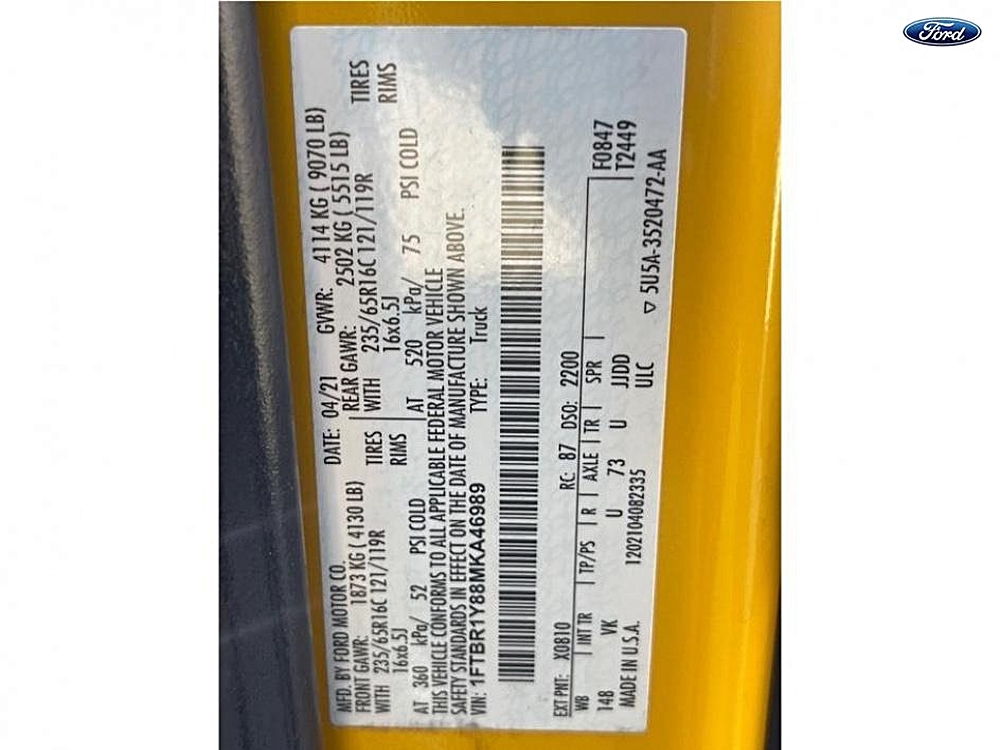 Ford
MFD. BY FORD MOTOR CO. DATE: 04/21 GVWR: 4114 KG ( 9070 LB)
FRONT GAWR: 1873 KG ( 4130 LB) REAR GAWR: 2502 KG ( 5515 LB)
WITH 235/65R16C 121/119R TIRES WITH 235/65R16C 121/119R TIRES
16x6.5J RIMS 16x6.5J RIMS
AT 360 kPa/ 52 PSI COLD AT 520 kPa/ 75 PSI COLD
THIS VEHICLE CONFORMS TO ALL APPLICABLE FEDERAL MOTOR VEHICLE
SAFETY STANDARDS IN EFFECT ON THE DATE OF MANUFACTURE SHOWN ABOVE.
VIN: 1FTBR1Y88MKA46989 TYPE: Truck
EXT PNT: X0810 RC: 87 DSO: 2200 F0847
WB INT TR TP/PS R AXLE TR SPR T2449
148 VK U 73 U JJDD
MADE IN U.S.A. 1202104082335 ULC ▽ 5U5A-3520472-AA